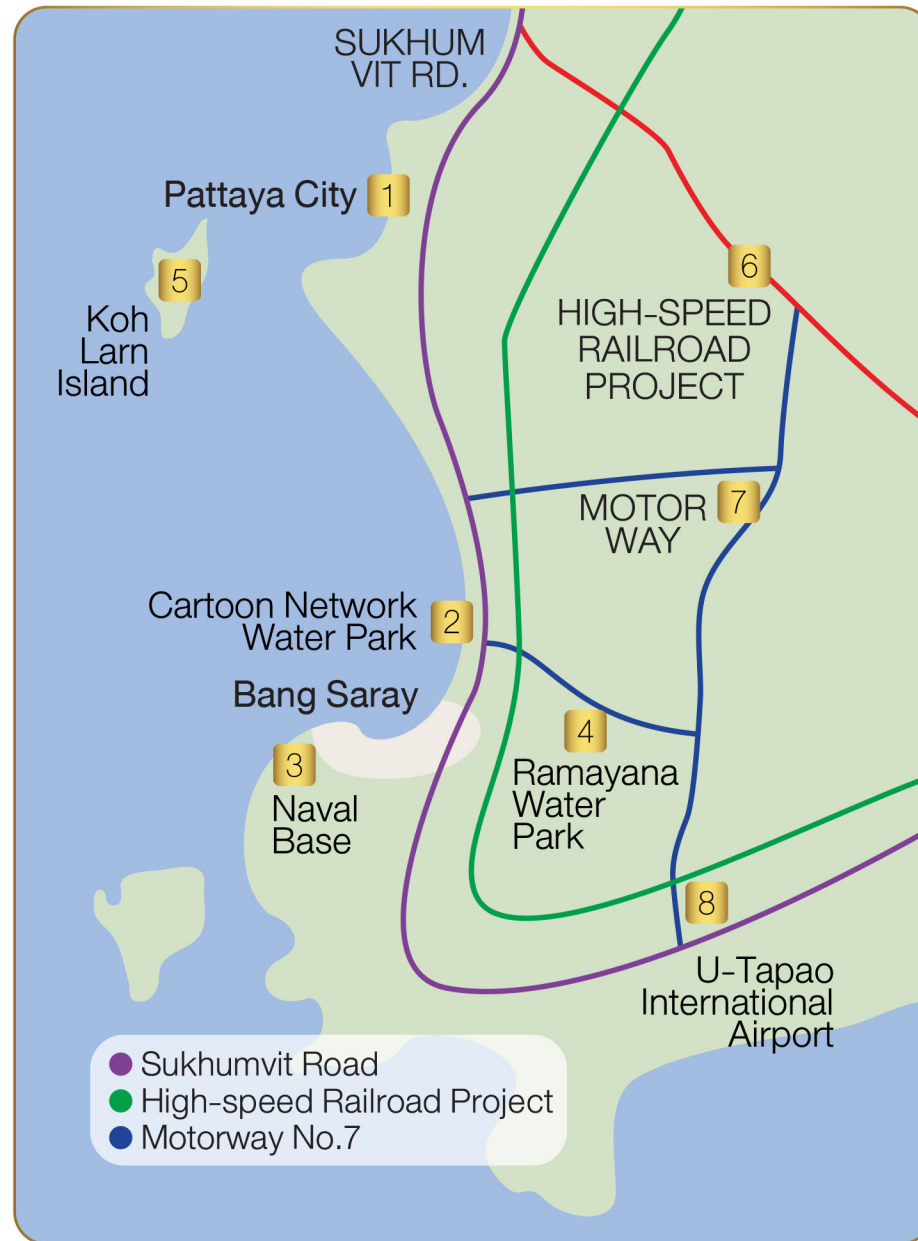 SUKHUM
VIT RD.
Pattaya City 1
5
Koh
Larn
Island
6
HIGH-SPEED
RAILROAD
PROJECT
MOTOR
WAY
7
Cartoon Network
Water Park
2
Bang Saray
3
Naval
Base
4
Ramayana
Water
Park
8
U-Tapao
International
Airport
Sukhumvit Road
High-speed Railroad Project
Motorway No.7